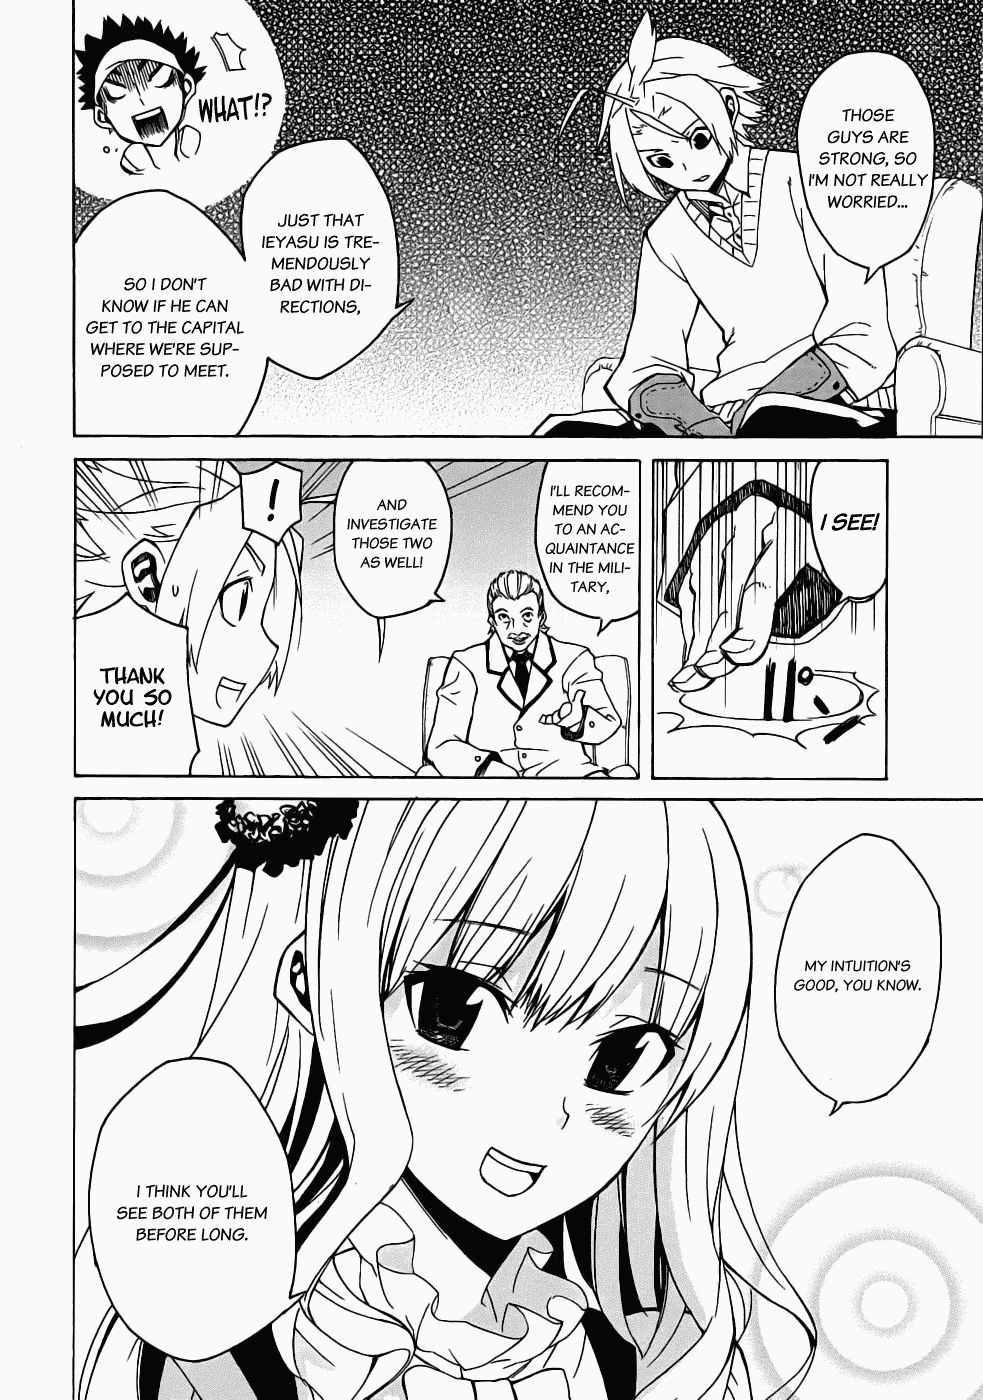 THOSE
GUYS ARE
STRONG, SO
I'M NOT REALLY
WORRIED...
JUST THAT
IEYASU IS TRE-
MENDOUSLY
BAD WITH DI-
RECTIONS,
SO I DON'T
KNOW IF HE CAN
GET TO THE CAPITAL
WHERE WE'RE SUP-
POSED TO MEET.
WHAT!?
I SEE!
I'LL RECOM-
MEND YOU
TO AN AC-
QUAINTANCE
IN THE MILI-
TARY,
AND
INVESTIGATE
THOSE TWO
AS WELL!
!
THANK
YOU SO
MUCH!
MY INTUITION'S
GOOD, YOU KNOW.
I THINK YOU'LL
SEE BOTH OF THEM
BEFORE LONG.